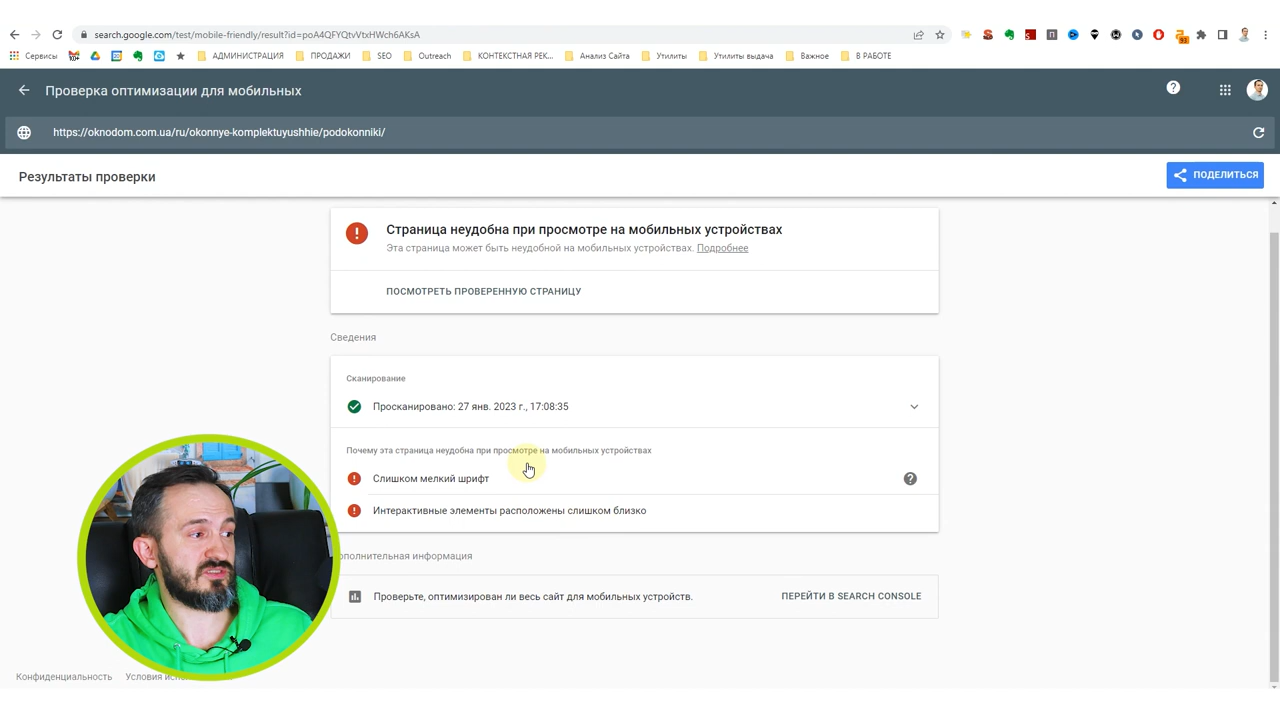 search.google.com/test/mobile-friendly/result?id=poA4QFYQtvVtxHWch6AKsA
Сервисы АДМИНИСТРАЦИЯ ПРОДАЖИ SEO Outreach КОНТЕКСТНАЯ РЕК... Анализ Сайта Утилиты Утилиты выдача Важное В РАБОТЕ
Проверка оптимизации для мобильных
https://oknodom.com.ua/ru/okonnye-komplektuyushhie/podokonniki/
Результаты проверки
ПОДЕЛИТЬСЯ
Страница неудобна при просмотре на мобильных устройствах
Эта страница может быть неудобной на мобильных устройствах. Подробнее
ПОСМОТРЕТЬ ПРОВЕРЕННУЮ СТРАНИЦУ
Сведения
Сканирование
Просканировано: 27 янв. 2023 г., 17:08:35
Почему эта страница неудобна при просмотре на мобильных устройствах
Слишком мелкий шрифт
Интерактивные элементы расположены слишком близко
ополнительная информация
Проверьте, оптимизирован ли весь сайт для мобильных устройств.
ПЕРЕЙТИ В SEARCH CONSOLE
Конфиденциальность Условия